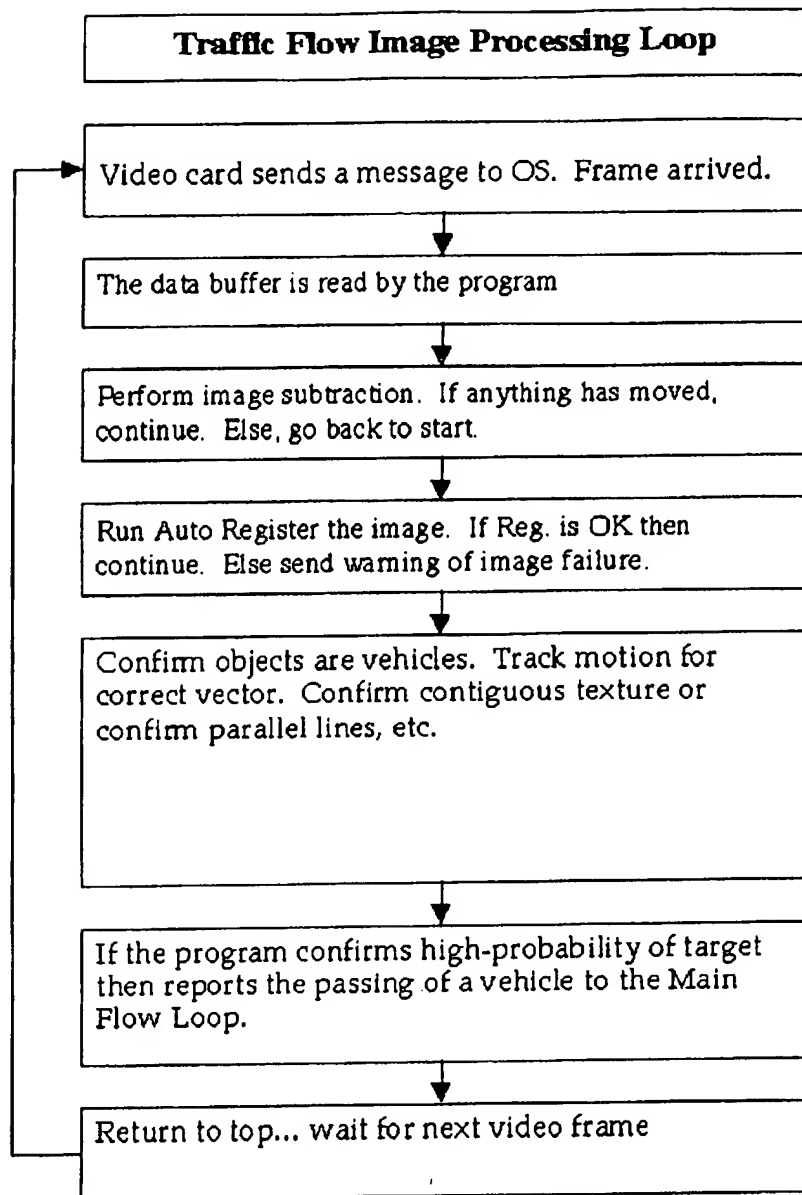 Traffic Flow Image Processing Loop
Video card sends a message to OS. Frame arrived.
The data buffer is read by the program
Perform image subtraction. If anything has moved,
continue. Else, go back to start.
Run Auto Register the image. If Reg. is OK then
continue. Else send warning of image failure.
Confirm objects are vehicles. Track motion for
correct vector. Confirm contiguous texture or
confirm parallel lines, etc.
If the program confirms high-probability of target
then reports the passing of a vehicle to the Main
Flow Loop.
Return to top... wait for next video frame